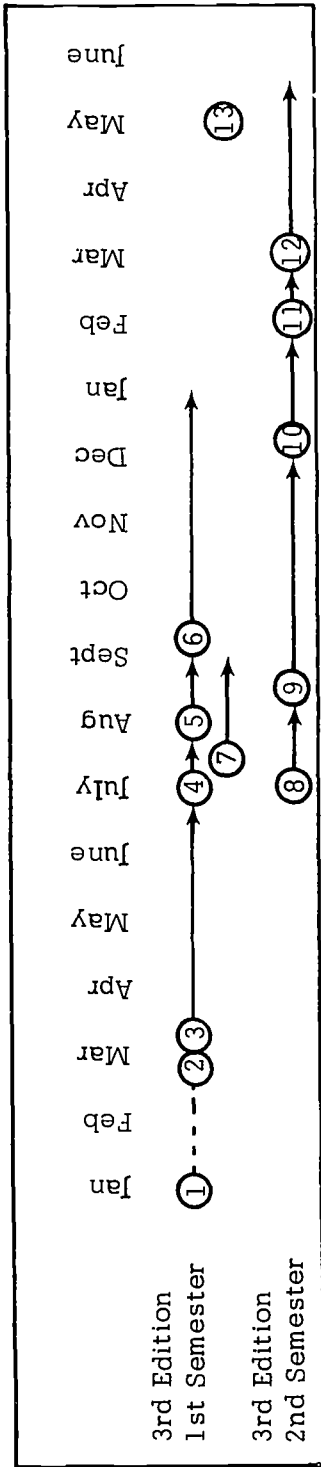 Jan Feb Mar Apr May June July Aug Sept Oct Nov Dec Jan Feb Mar Apr May June
3rd Edition
1st Semester
1 2 3 4 5 6
7 13
3rd Edition
2nd Semester
8 9 10 11 12